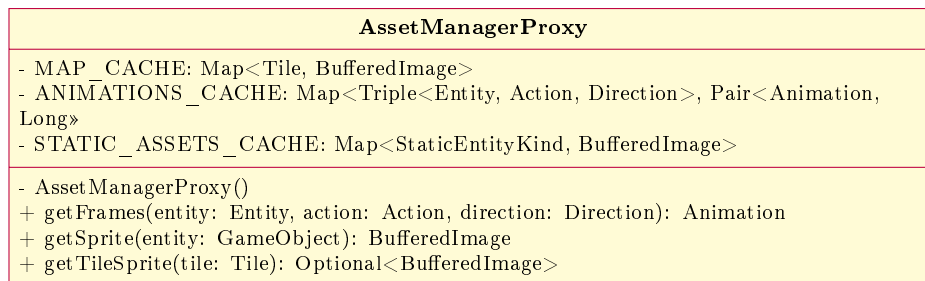 AssetManagerProxy
- MAP_CACHE: Map<Tile, BufferedImage>
- ANIMATIONS_CACHE: Map<Triple<Entity, Action, Direction>, Pair<Animation,
Long»
- STATIC_ASSETS_CACHE: Map<StaticEntityKind, BufferedImage>
- AssetManagerProxy()
+ getFrames(entity: Entity, action: Action, direction: Direction): Animation
+ getSprite(entity: GameObject): BufferedImage
+ getTileSprite(tile: Tile): Optional<BufferedImage>